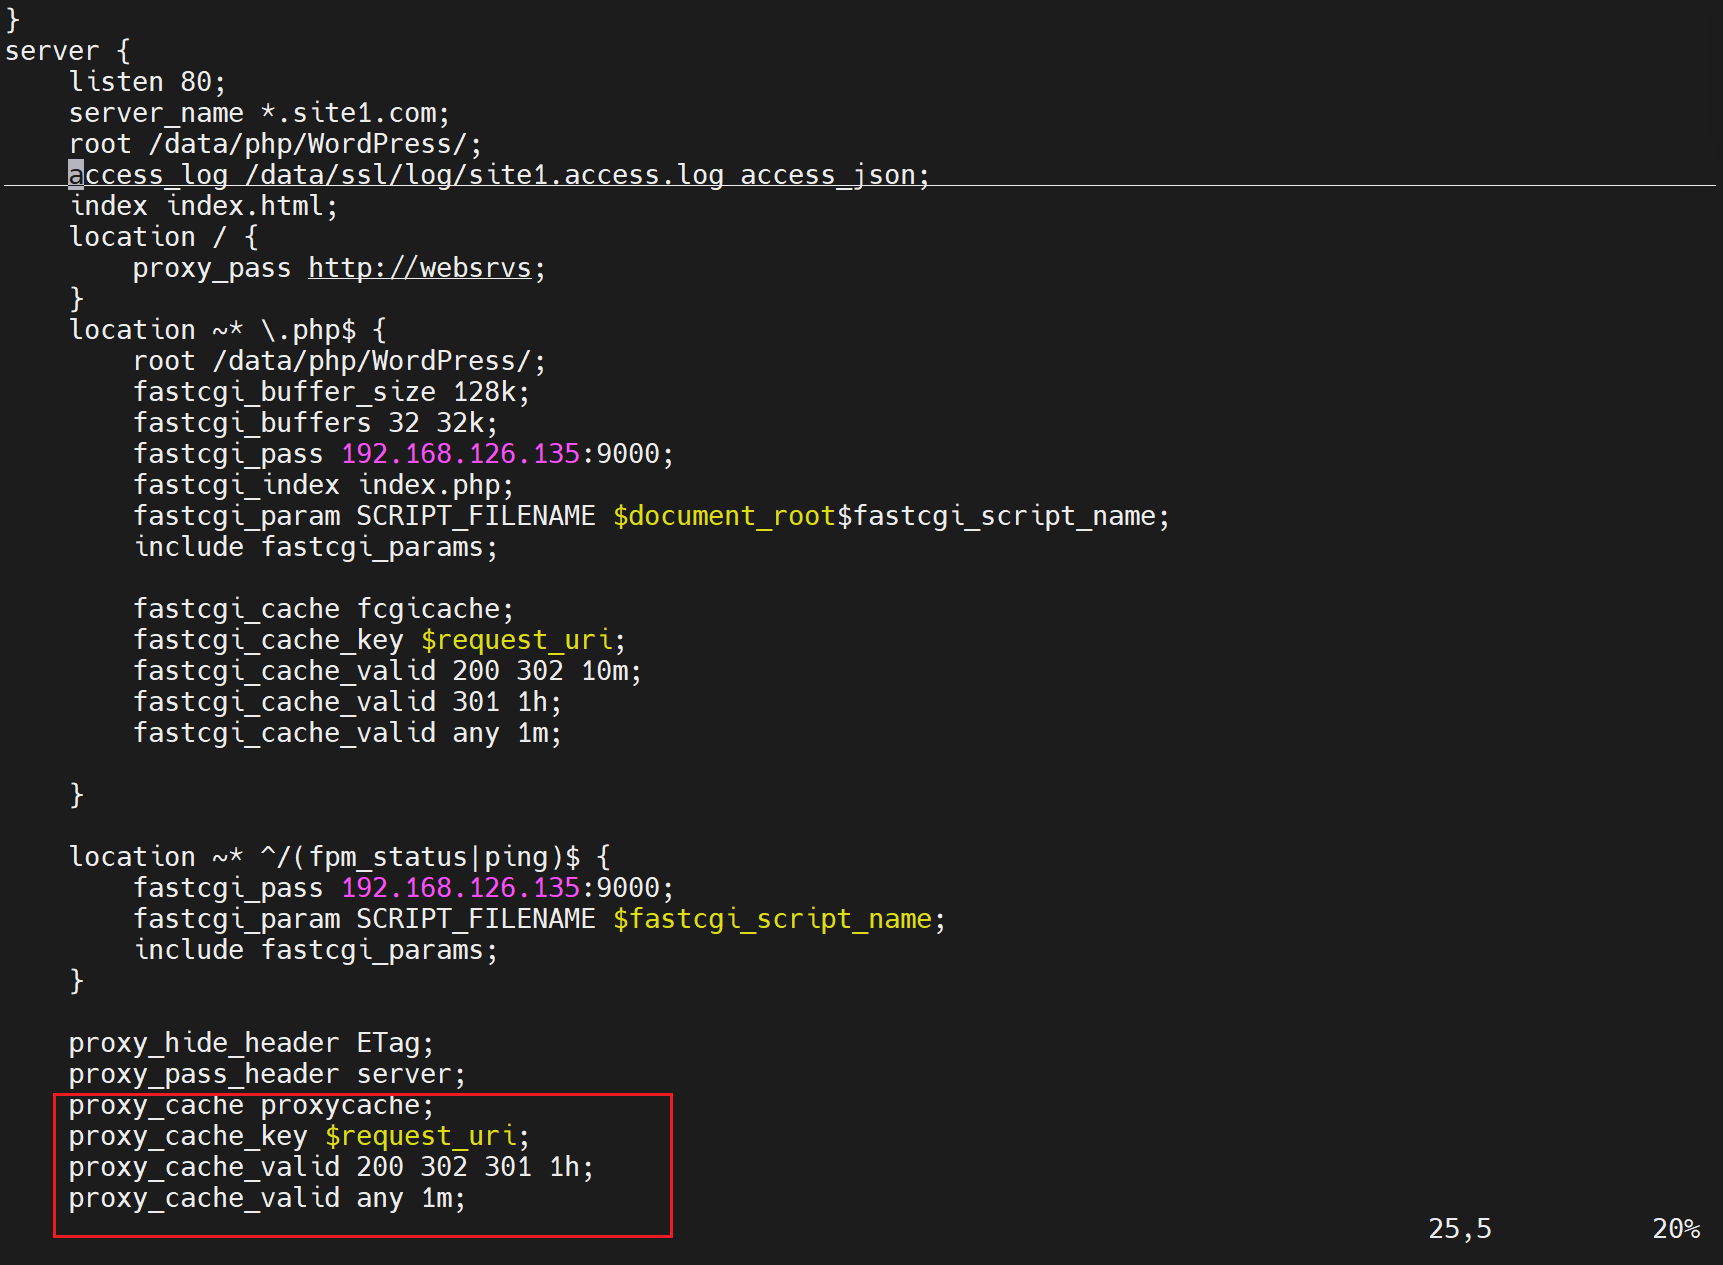 }
server {
    listen 80;
    server_name *.site1.com;
    root /data/php/WordPress/;
    access_log /data/ssl/log/site1.access.log access_json;
    index index.html;
    location / {
        proxy_pass http://websrvs;
    }
    location ~* \.php$ {
        root /data/php/WordPress/;
        fastcgi_buffer_size 128k;
        fastcgi_buffers 32 32k;
        fastcgi_pass 192.168.126.135:9000;
        fastcgi_index index.php;
        fastcgi_param SCRIPT_FILENAME $document_root$fastcgi_script_name;
        include fastcgi_params;

        fastcgi_cache fcgicache;
        fastcgi_cache_key $request_uri;
        fastcgi_cache_valid 200 302 10m;
        fastcgi_cache_valid 301 1h;
        fastcgi_cache_valid any 1m;

    }

    location ~* ^/(fpm_status|ping)$ {
        fastcgi_pass 192.168.126.135:9000;
        fastcgi_param SCRIPT_FILENAME $fastcgi_script_name;
        include fastcgi_params;
    }

    proxy_hide_header ETag;
    proxy_pass_header server;
    proxy_cache proxycache;
    proxy_cache_key $request_uri;
    proxy_cache_valid 200 302 301 1h;
    proxy_cache_valid any 1m;
25,5 20%